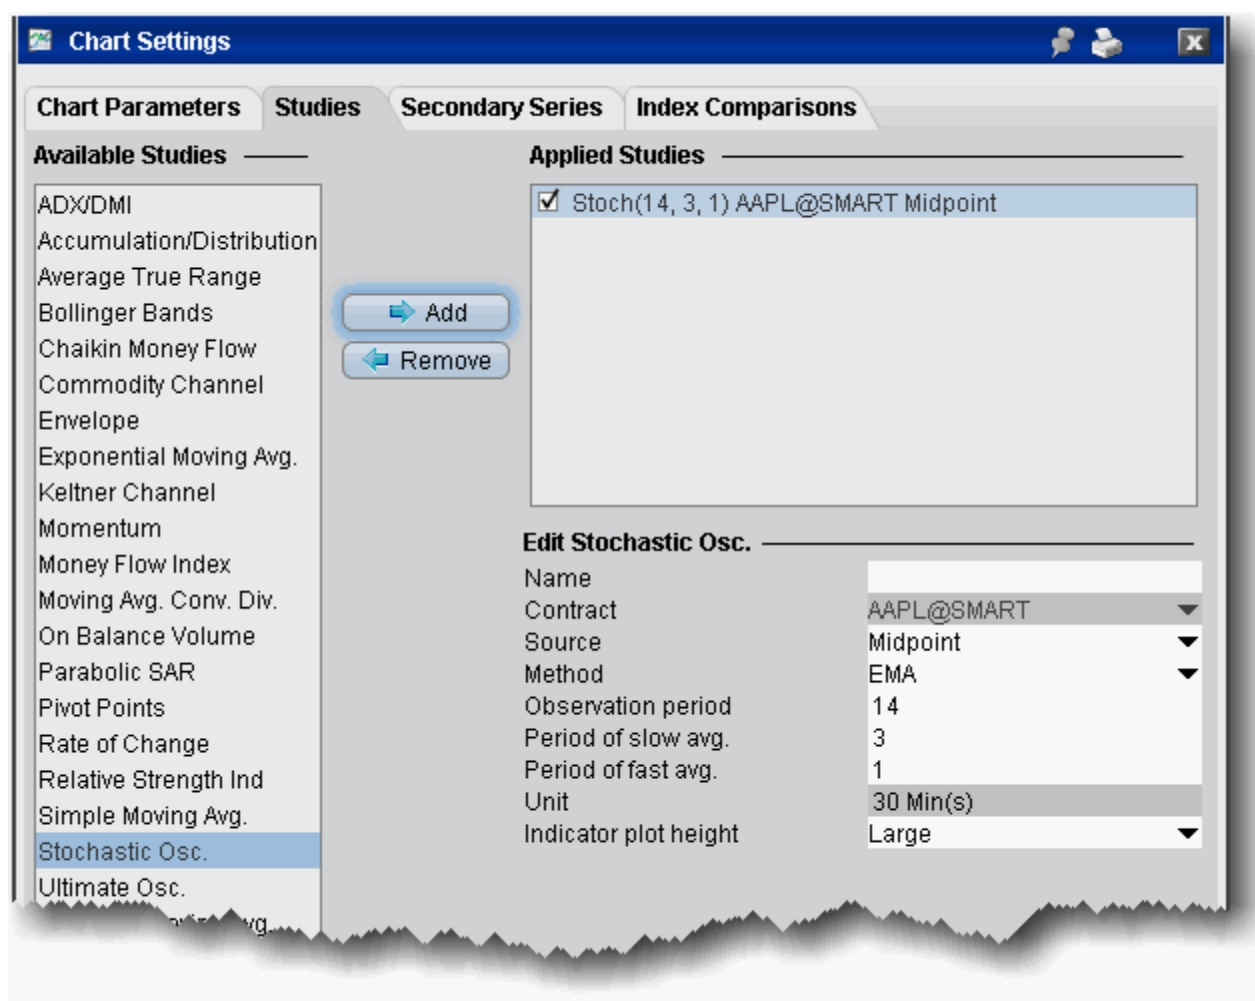 Chart Settings
Chart Parameters
Studies
Secondary Series
Index Comparisons
Available Studies
ADX/DMI
Accumulation/Distribution
Average True Range
Bollinger Bands
Chaikin Money Flow
Commodity Channel
Envelope
Exponential Moving Avg.
Keltner Channel
Momentum
Money Flow Index
Moving Avg. Conv. Div.
On Balance Volume
Parabolic SAR
Pivot Points
Rate of Change
Relative Strength Ind
Simple Moving Avg.
Stochastic Osc.
Ultimate Osc.
Add
Remove
Applied Studies
Stoch(14, 3, 1) AAPL@SMART Midpoint
Edit Stochastic Osc.
Name
Contract AAPL@SMART
Source Midpoint
Method EMA
Observation period 14
Period of slow avg. 3
Period of fast avg. 1
Unit 30 Min(s)
Indicator plot height Large